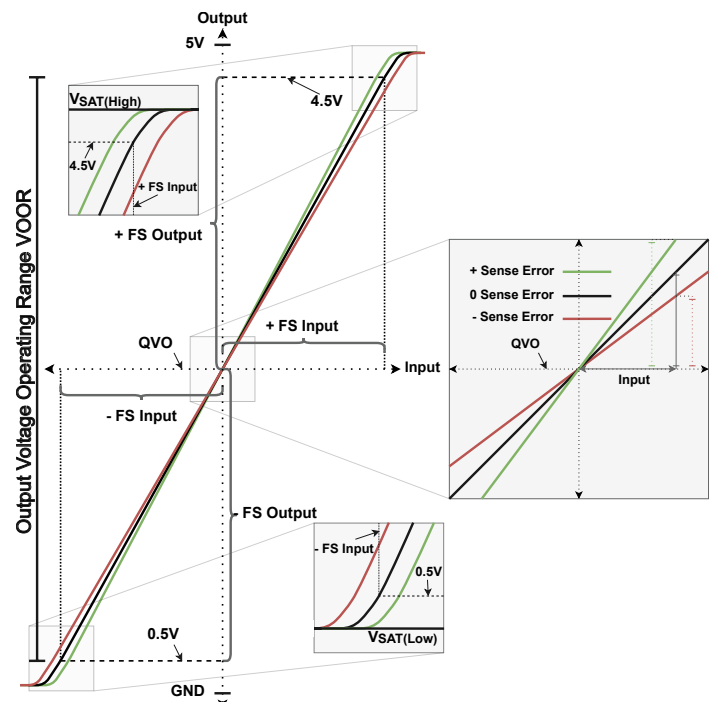 Output
5V
VSAT(High)
4.5V
+ FS Input
4.5V
+ FS Output
Output Voltage Operating Range VOOR
+ Sense Error
0 Sense Error
- Sense Error
QVO
Input
+ FS Input
QVO
Input
- FS Input
- FS Output
- FS Input
0.5V
VSAT(Low)
0.5V
GND